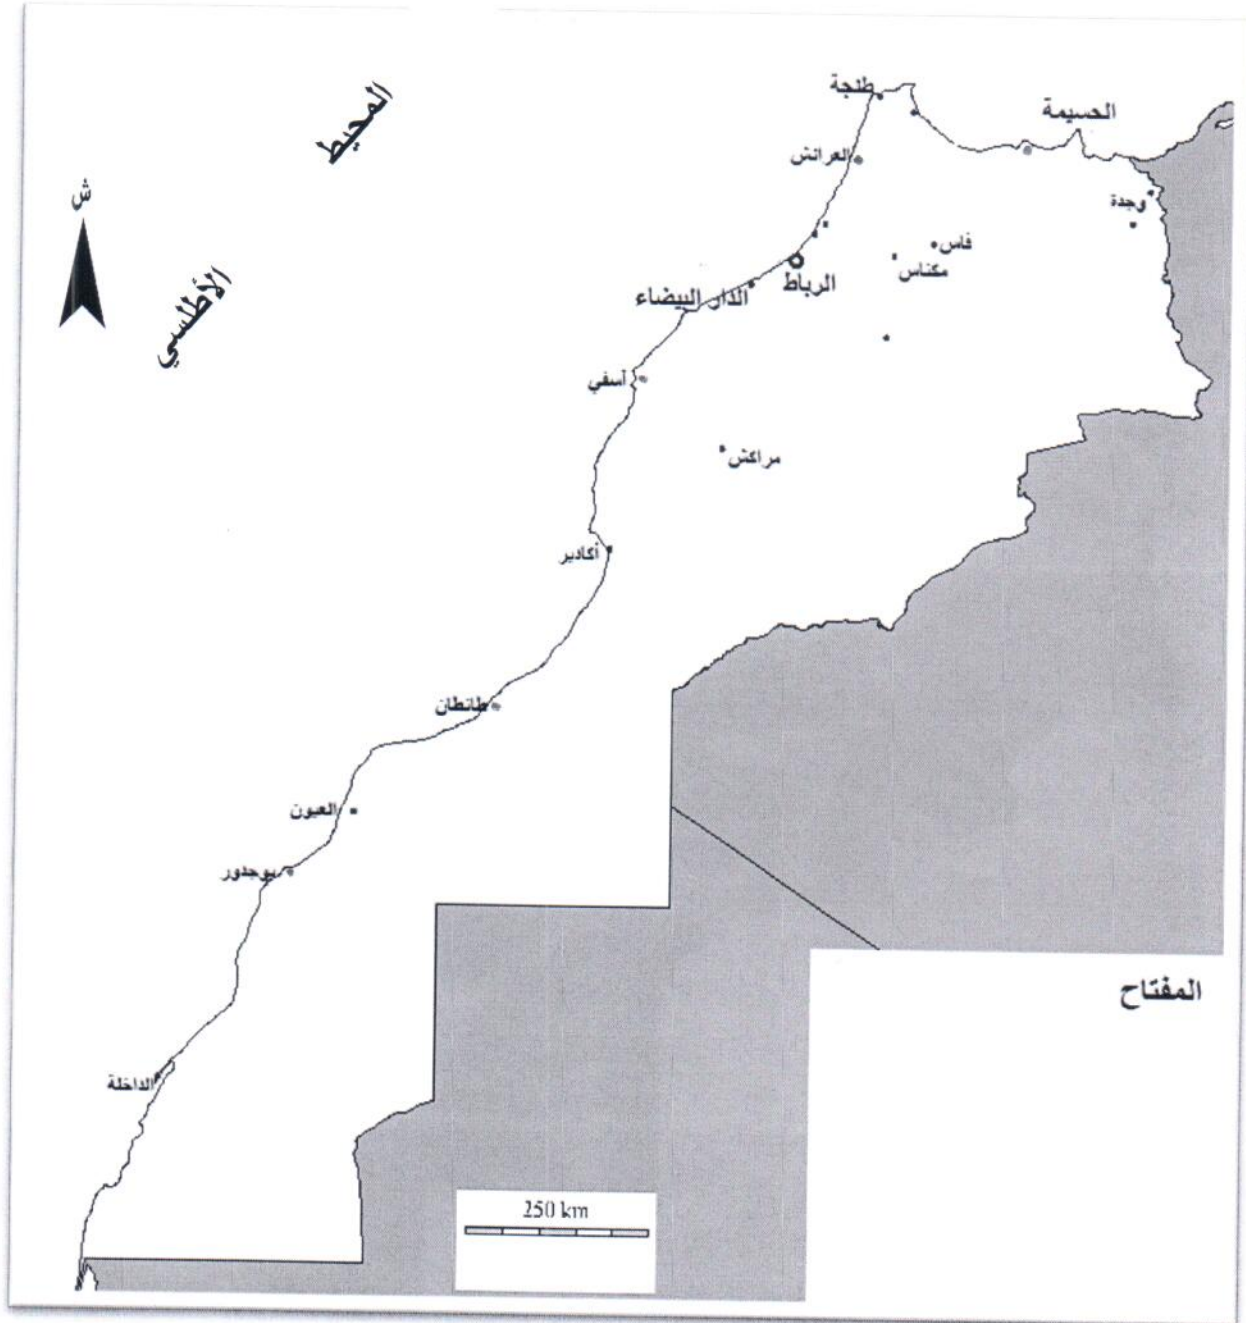 المحيط
الأطلسي
ش
طنجة
الحسيمة
العرائش
وجدة
فاس
مكناس
الرباط
الدار البيضاء
أسفي
مراكش
أكادير
طانطان
العيون
بوجدور
الداخلة
المفتاح
250 km